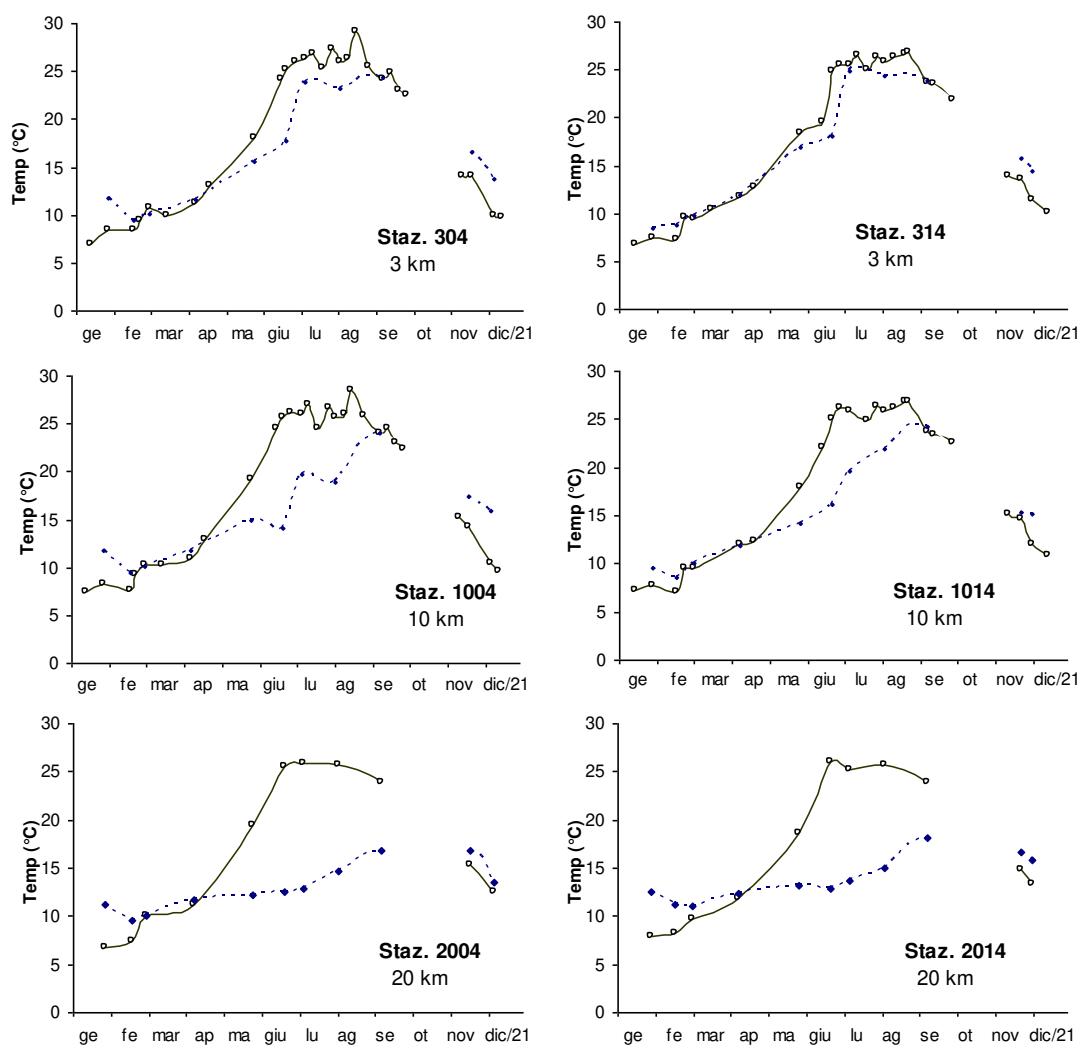 30
25
20
15
10
5
0
Temp (°C)
Staz. 304
3 km
ge fe mar ap ma giu lu ag se ot nov dic/21
30
25
20
15
10
5
0
Temp (°C)
Staz. 314
3 km
ge fe mar ap ma giu lu ag se ot nov dic/21
30
25
20
15
10
5
0
Temp (°C)
Staz. 1004
10 km
ge fe mar ap ma giu lu ag se ot nov dic/21
30
25
20
15
10
5
0
Temp (°C)
Staz. 1014
10 km
ge fe mar ap ma giu lu ag se ot nov dic/21
30
25
20
15
10
5
0
Temp (°C)
Staz. 2004
20 km
ge fe mar ap ma giu lu ag se ot nov dic/21
30
25
20
15
10
5
0
Temp (°C)
Staz. 2014
20 km
ge fe mar ap ma giu lu ag se ot nov dic/21